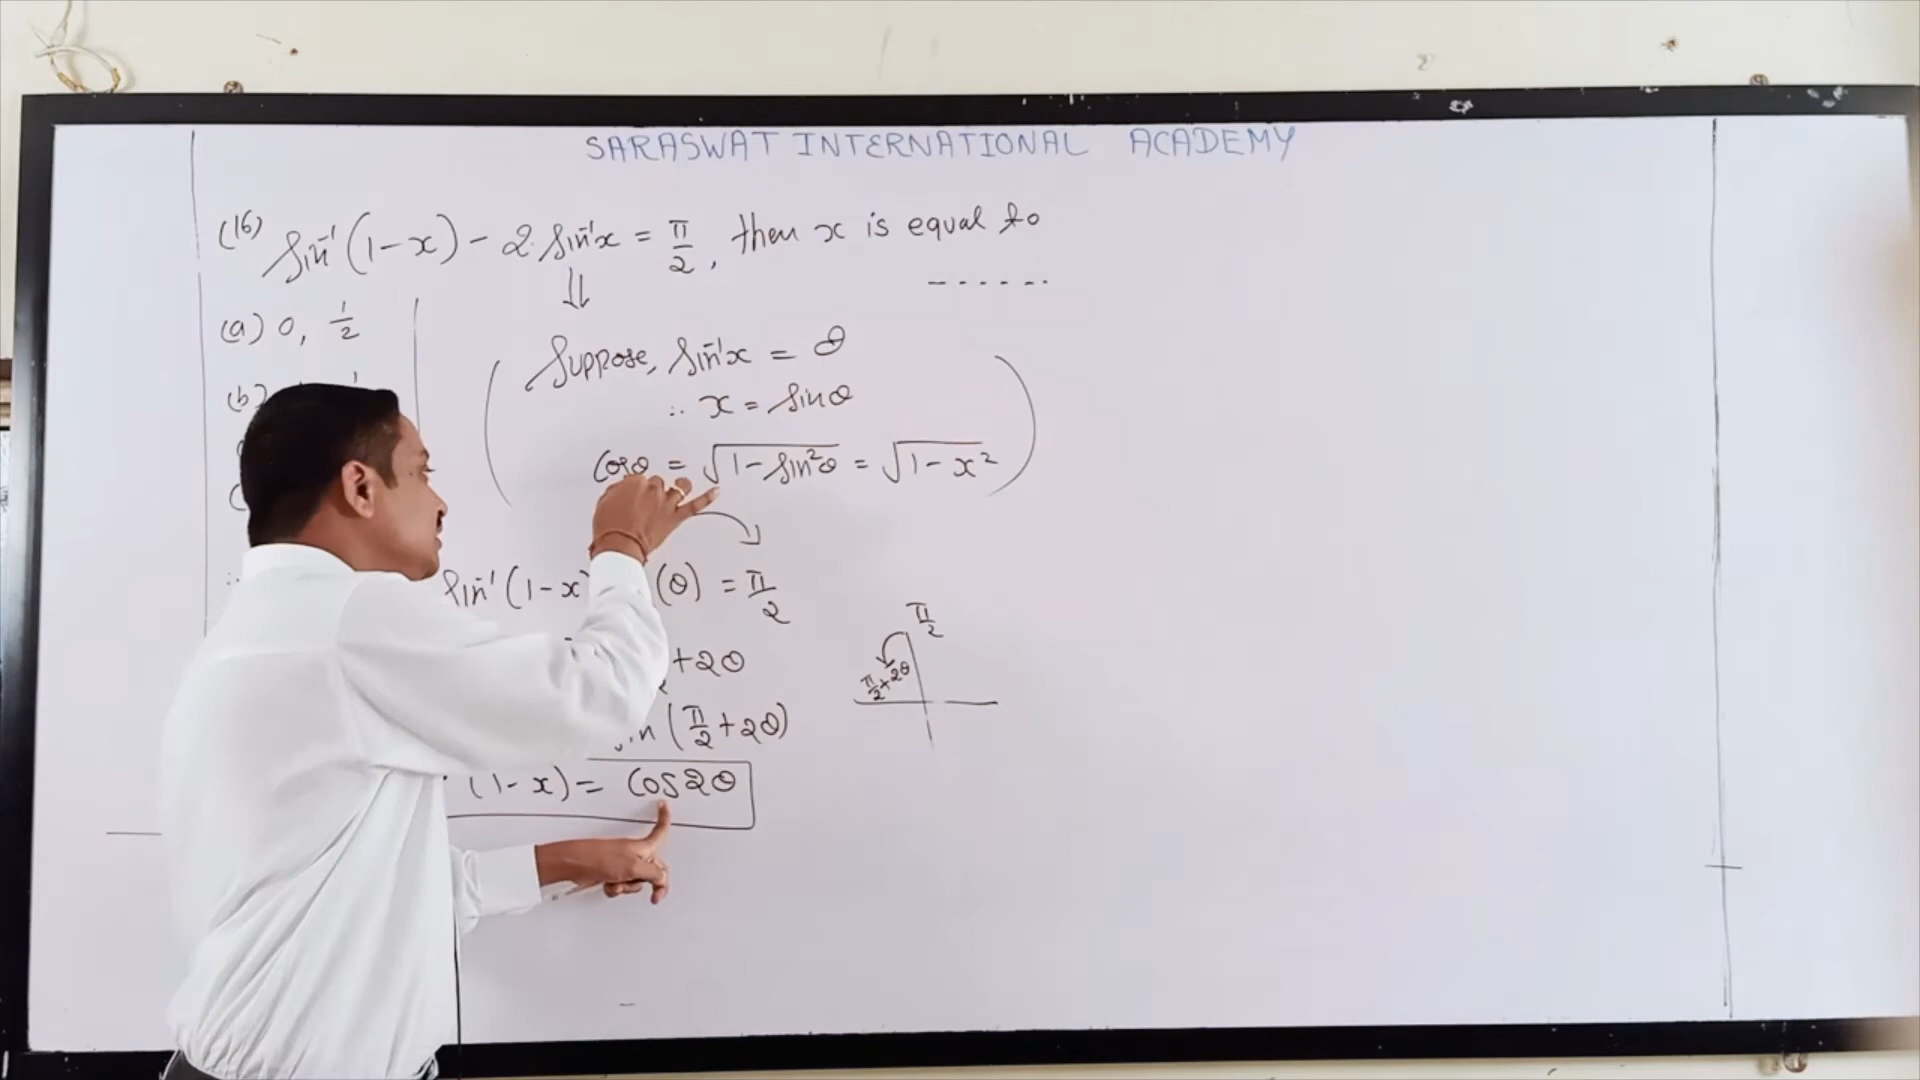 SARASWAT INTERNATIONAL ACADEMY
(16) sin⁻¹(1-x) - 2 sin⁻¹x = π/2, then x is equal to
------
⇓
(a) 0, 1/2
Suppose, sin⁻¹x = θ
(b)
∴ x = sinθ
cosθ = √(1-sin²θ) = √(1-x²)
sin⁻¹(1-x) (θ) = π/2
π/2
+2θ
π/2+2θ
(π/2+2θ)
(1-x) = cos2θ